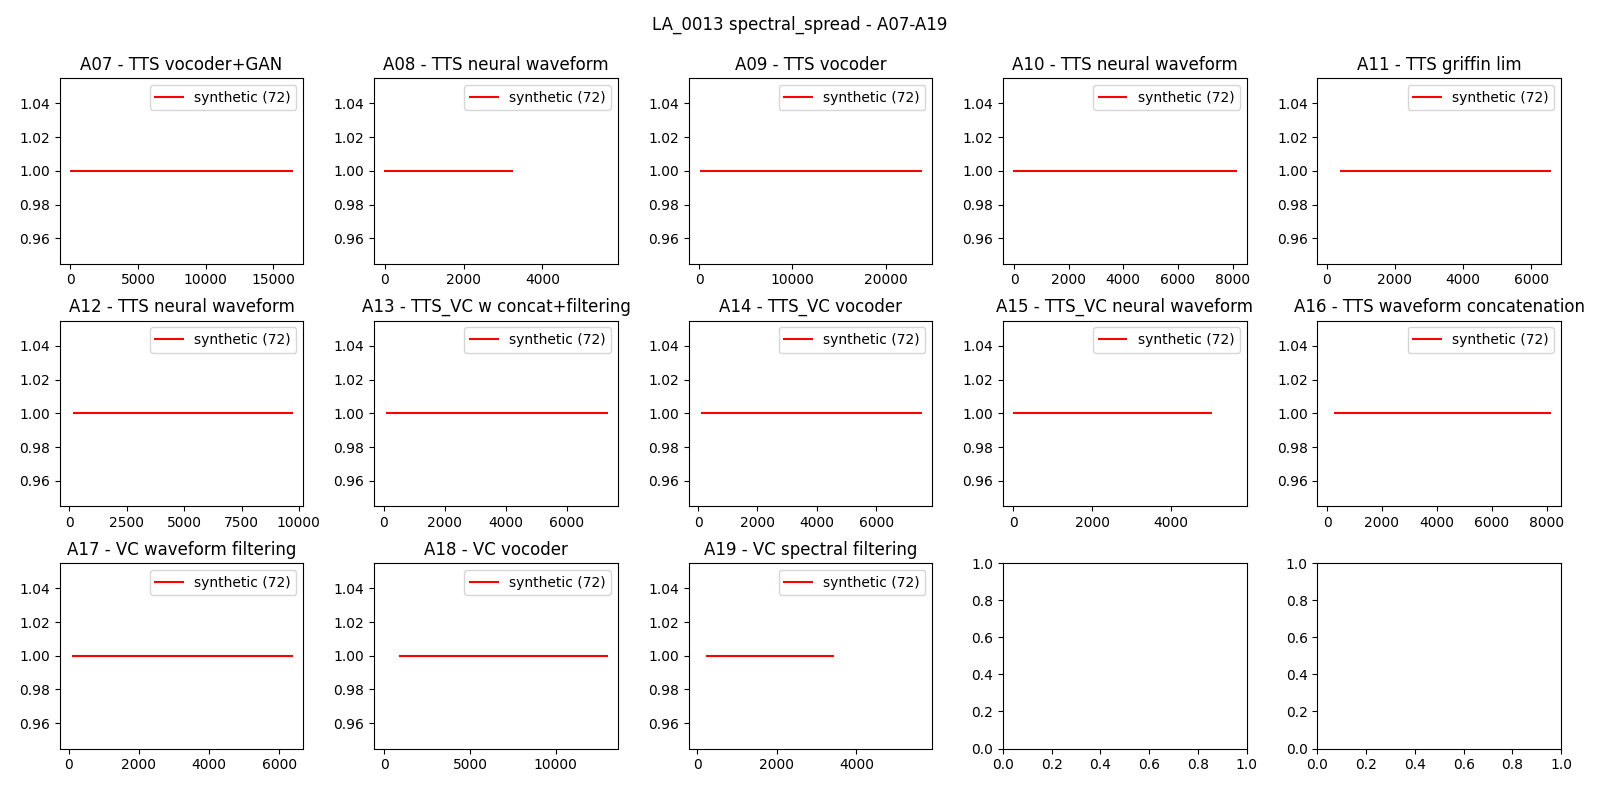 LA_0013 spectral_spread - A07-A19
A07 - TTS vocoder+GAN
synthetic (72)
1.04
1.02
1.00
0.98
0.96
0 5000 10000 15000
A08 - TTS neural waveform
synthetic (72)
1.04
1.02
1.00
0.98
0.96
0 2000 4000
A09 - TTS vocoder
synthetic (72)
1.04
1.02
1.00
0.98
0.96
0 10000 20000
A10 - TTS neural waveform
synthetic (72)
1.04
1.02
1.00
0.98
0.96
0 2000 4000 6000 8000
A11 - TTS griffin lim
synthetic (72)
1.04
1.02
1.00
0.98
0.96
0 2000 4000 6000
A12 - TTS neural waveform
synthetic (72)
1.04
1.02
1.00
0.98
0.96
0 2500 5000 7500 10000
A13 - TTS_VC w concat+filtering
synthetic (72)
1.04
1.02
1.00
0.98
0.96
0 2000 4000 6000
A14 - TTS_VC vocoder
synthetic (72)
1.04
1.02
1.00
0.98
0.96
0 2000 4000 6000
A15 - TTS_VC neural waveform
synthetic (72)
1.04
1.02
1.00
0.98
0.96
0 2000 4000
A16 - TTS waveform concatenation
synthetic (72)
1.04
1.02
1.00
0.98
0.96
0 2000 4000 6000 8000
A17 - VC waveform filtering
synthetic (72)
1.04
1.02
1.00
0.98
0.96
0 2000 4000 6000
A18 - VC vocoder
synthetic (72)
1.04
1.02
1.00
0.98
0.96
0 5000 10000
A19 - VC spectral filtering
synthetic (72)
1.04
1.02
1.00
0.98
0.96
0 2000 4000
1.0
0.8
0.6
0.4
0.2
0.0
0.0 0.2 0.4 0.6 0.8 1.0
1.0
0.8
0.6
0.4
0.2
0.0
0.0 0.2 0.4 0.6 0.8 1.0